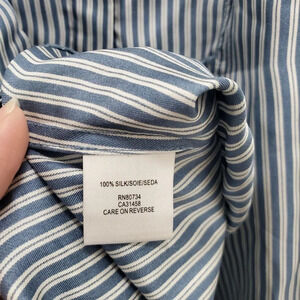 100% SILK/SOIE/SEDA
RN80734
CA31458
CARE ON REVERSE